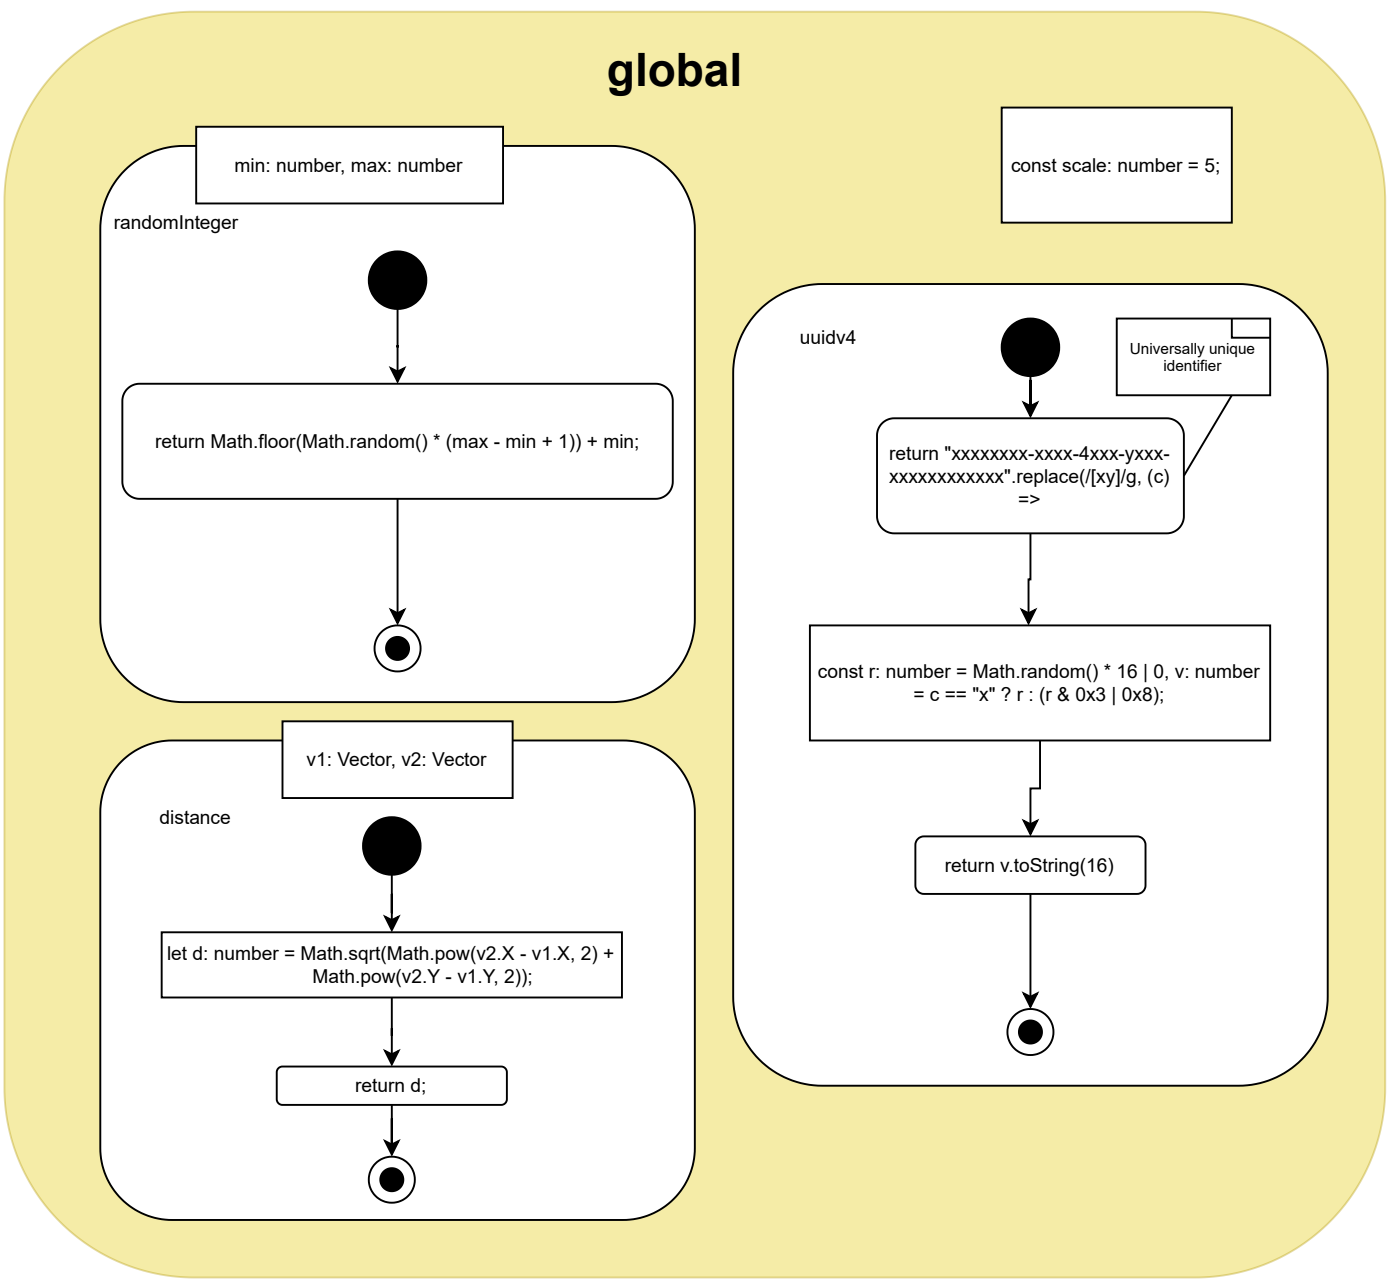 global
min: number, max: number
randomInteger
return Math.floor(Math.random() * (max - min + 1)) + min;
v1: Vector, v2: Vector
distance
let d: number = Math.sqrt(Math.pow(v2.X - v1.X, 2) +
Math.pow(v2.Y - v1.Y, 2));
return d;
const scale: number = 5;
uuidv4
Universally unique
identifier
return "xxxxxxxx-xxxx-4xxx-yxxx-
xxxxxxxxxxxx".replace(/[xy]/g, (c)
=>
const r: number = Math.random() * 16 | 0, v: number
= c == "x" ? r : (r & 0x3 | 0x8);
return v.toString(16)